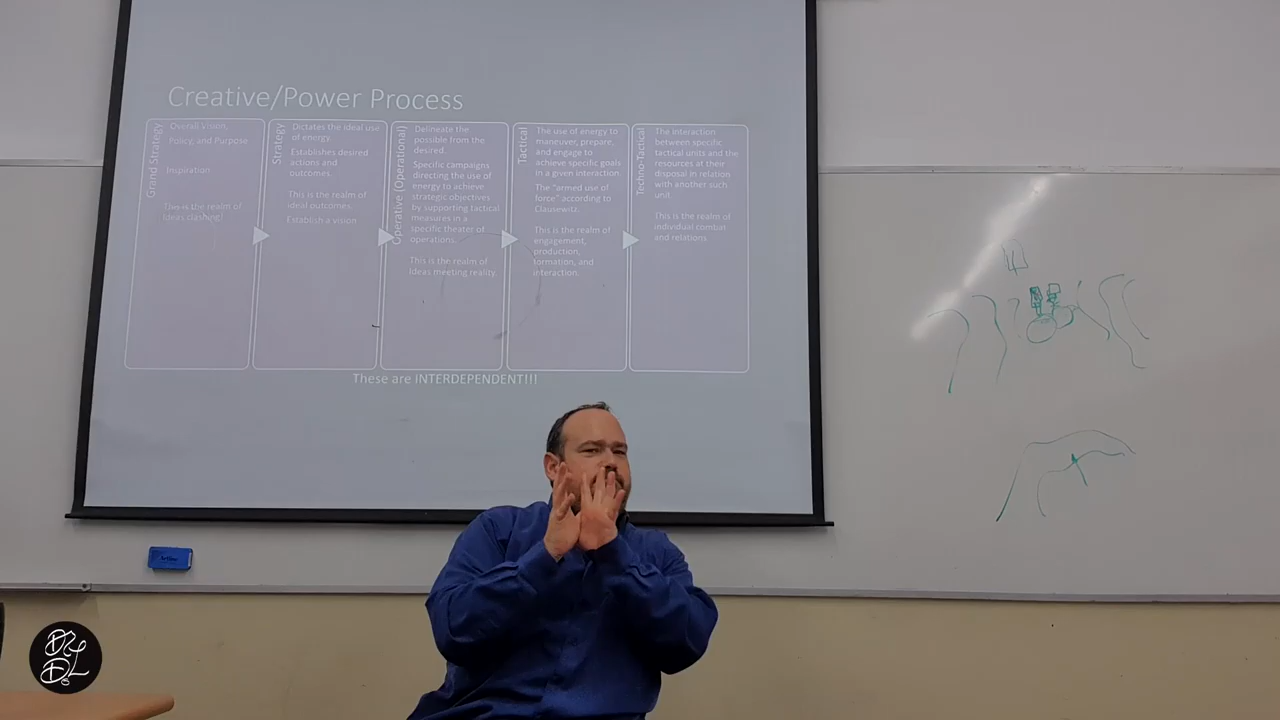 Creative/Power Process
Grand Strategy
Overall Vision,
Policy, and Purpose
Inspiration
This is the realm of
ideas clashing!
Strategy
Dictates the ideal use
of energy.
Establishes desired
actions and
outcomes.
This is the realm of
ideal outcomes.
Establish a vision
Operative (Operational)
Delineate the
possible from the
desired.
Specific campaigns
directing the use of
energy to achieve
strategic objectives
by supporting tactical
measures in a
specific theater of
operations.
This is the realm of
ideas meeting reality.
Tactical
The use of energy to
maneuver, prepare,
and engage to
achieve specific goals
in a given interaction.
The "armed use of
force" according to
Clausewitz.
This is the realm of
engagement,
production,
formation, and
interaction.
Techno-Tactical
The interaction
between specific
tactical units and the
resources at their
disposal in relation
with another such
unit.
This is the realm of
individual combat
and relations.
These are INTERDEPENDENT!!!